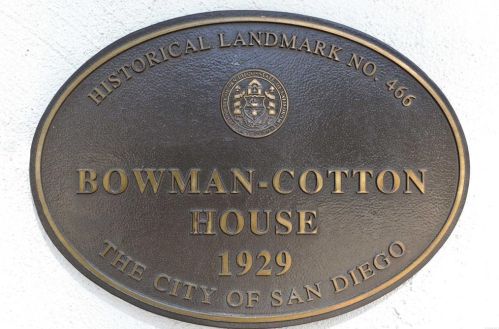 HISTORICAL LANDMARK NO. 466
BOWMAN-COTTON
HOUSE
1929
THE CITY OF SAN DIEGO